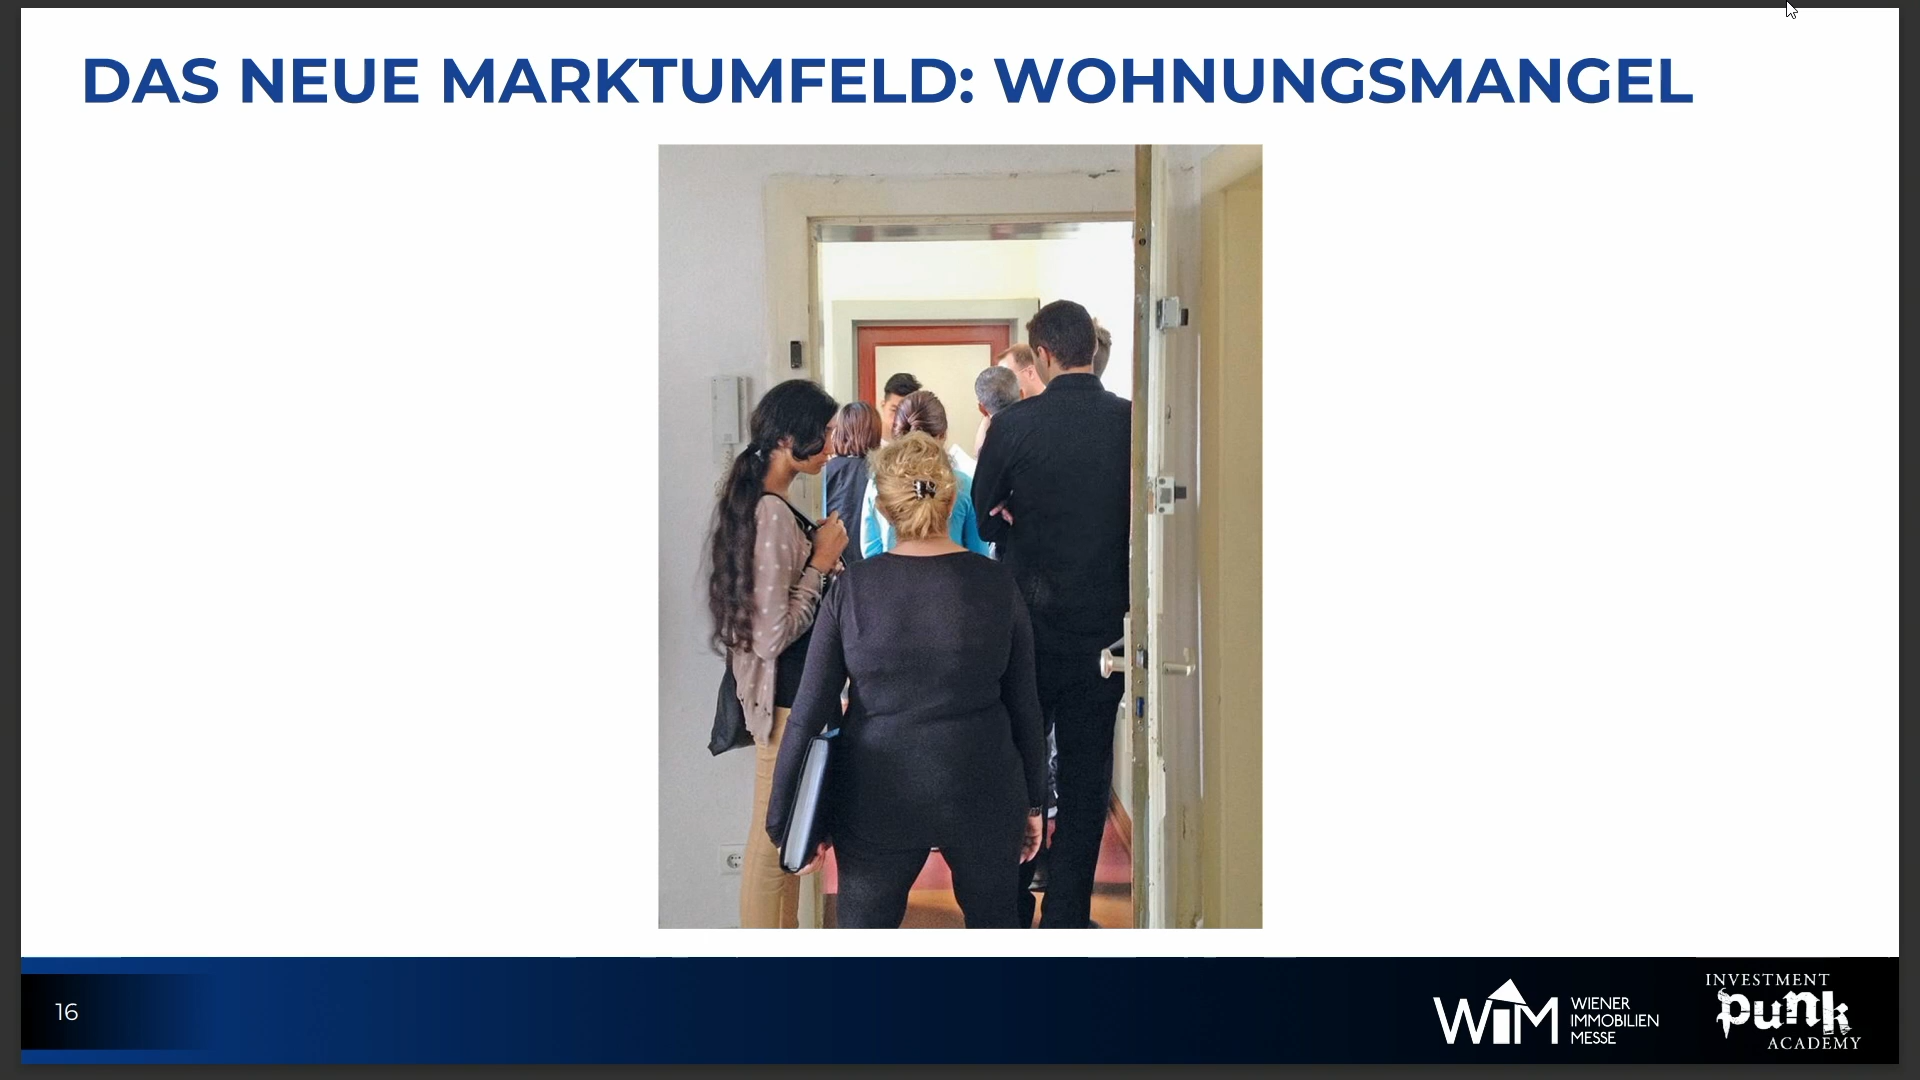 DAS NEUE MARKTUMFELD: WOHNUNGSMANGEL
16
WIM
WIENER
IMMOBILIEN
MESSE
INVESTMENT
punk
ACADEMY